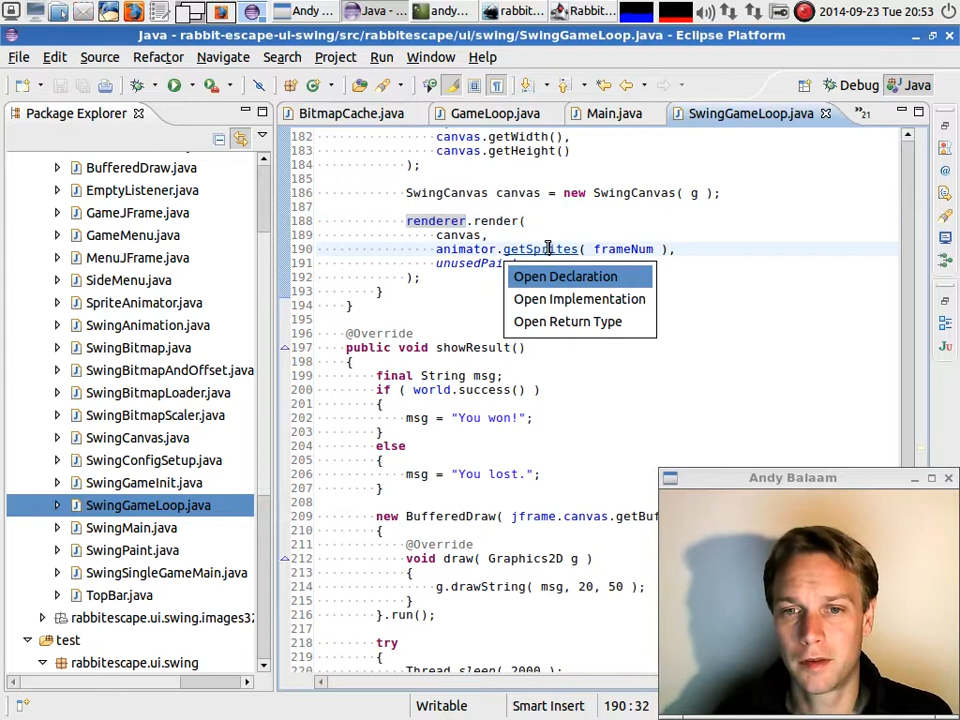 Andy ...
Java - ...
andy...
rabbit...
Rabbit...
2014-09-23 Tue 20:53
Java - rabbit-escape-ui-swing/src/rabbitescape/ui/swing/SwingGameLoop.java - Eclipse Platform
File Edit Source Refactor Navigate Search Project Run Window Help
Debug Java
Package Explorer
BitmapCache.java GameLoop.java Main.java SwingGameLoop.java »21
BufferedDraw.java
EmptyListener.java
GameJFrame.java
GameMenu.java
MenuJFrame.java
SideMenu.java
SpriteAnimator.java
SwingAnimation.java
SwingBitmap.java
SwingBitmapAndOffset.java
SwingBitmapLoader.java
SwingBitmapScaler.java
SwingCanvas.java
SwingConfigSetup.java
SwingGameInit.java
SwingGameLoop.java
SwingMain.java
SwingPaint.java
SwingSingleGameMain.java
TopBar.java
rabbitescape.ui.swing.images32
test
rabbitescape.ui.swing
182 canvas.getWidth(),
183 canvas.getHeight()
184 );
185
186 SwingCanvas canvas = new SwingCanvas( g );
187
188 renderer.render(
189 canvas,
190 animator.getSprites( frameNum ),
191 unusedPai
192 );
193 }
194 }
195
196 @Override
197 public void showResult()
198 {
199 final String msg;
200 if ( world.success() )
201 {
202 msg = "You won!";
203 }
204 else
205 {
206 msg = "You lost.";
207 }
208
209 new BufferedDraw( jframe.canvas.getBuf
210 {
211 @Override
212 void draw( Graphics2D g )
213 {
214 g.drawString( msg, 20, 50 );
215 }
216 }.run();
217
218 try
219 {
220 Thread.sleep( 2000 );
Open Declaration
Open Implementation
Open Return Type
Andy Balaam
Writable Smart Insert 190 : 32